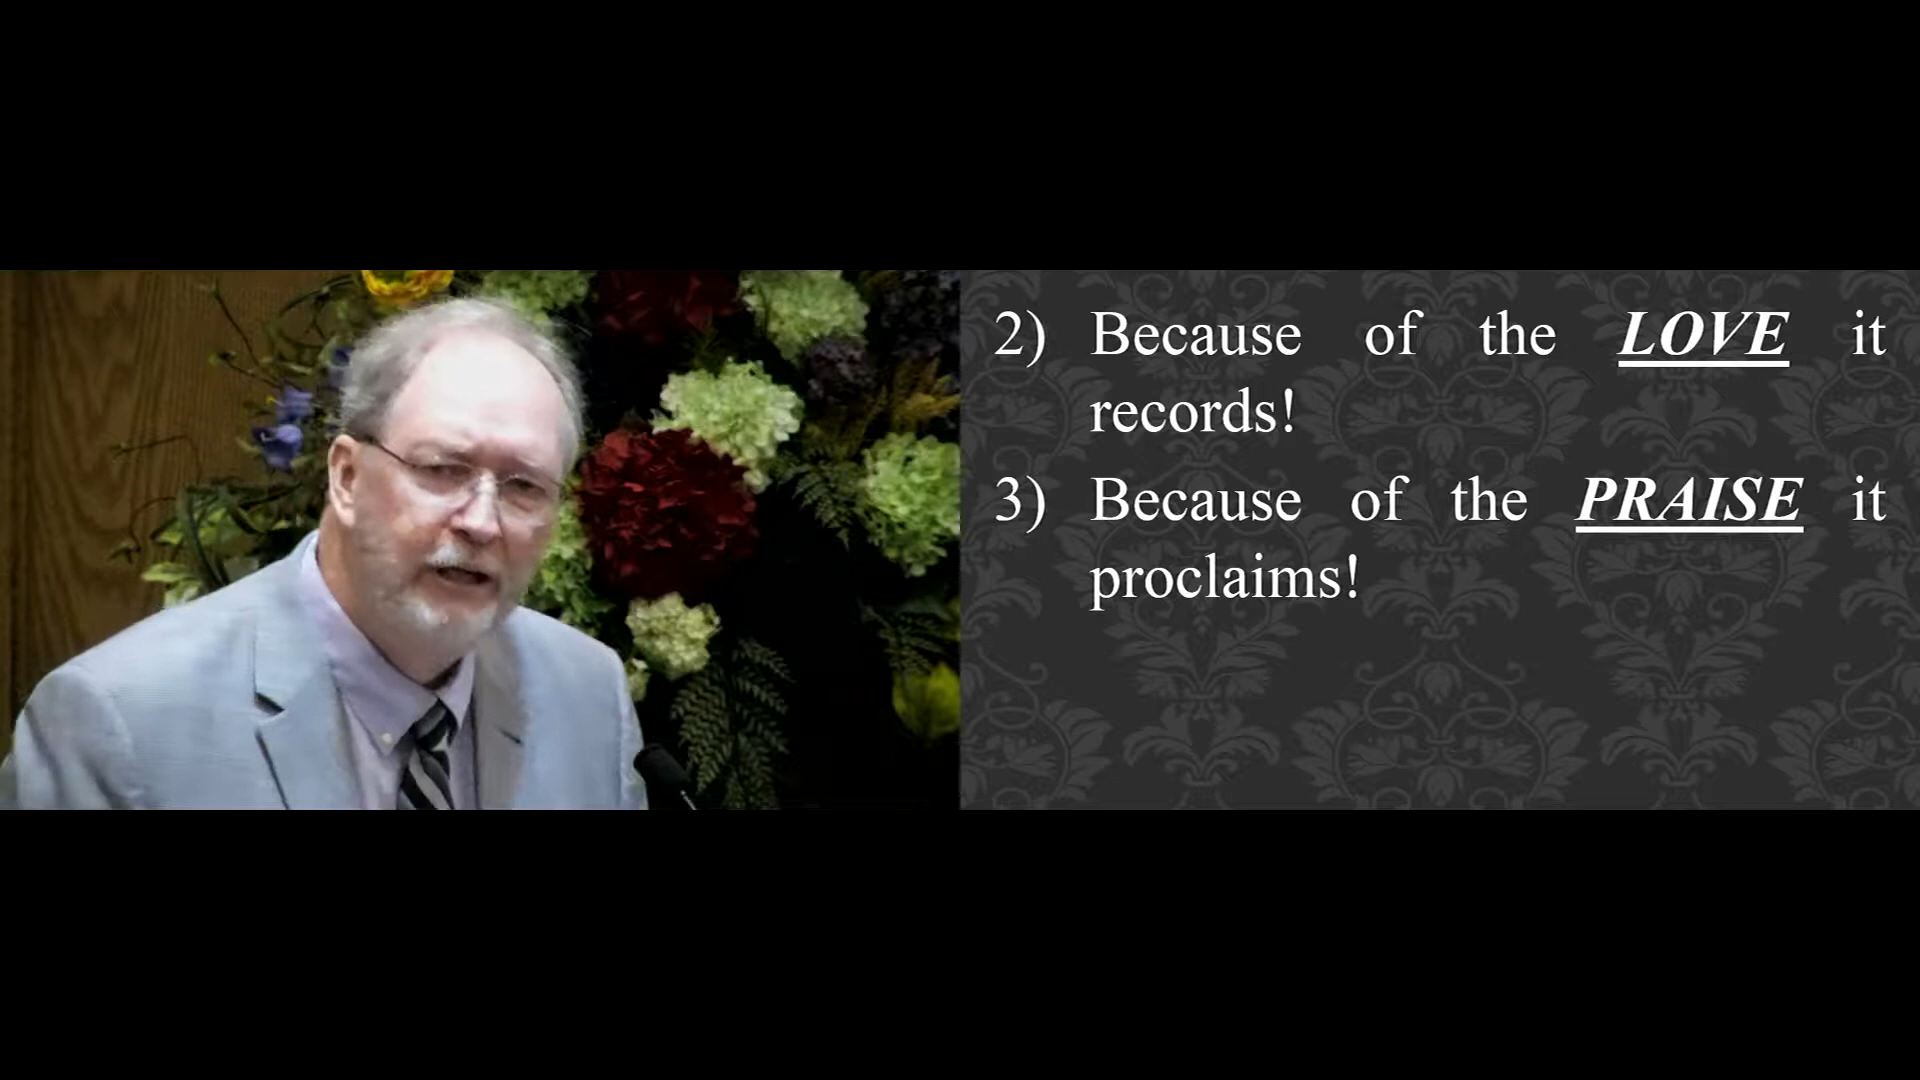 2) Because of the LOVE it
records!
3) Because of the PRAISE it
proclaims!